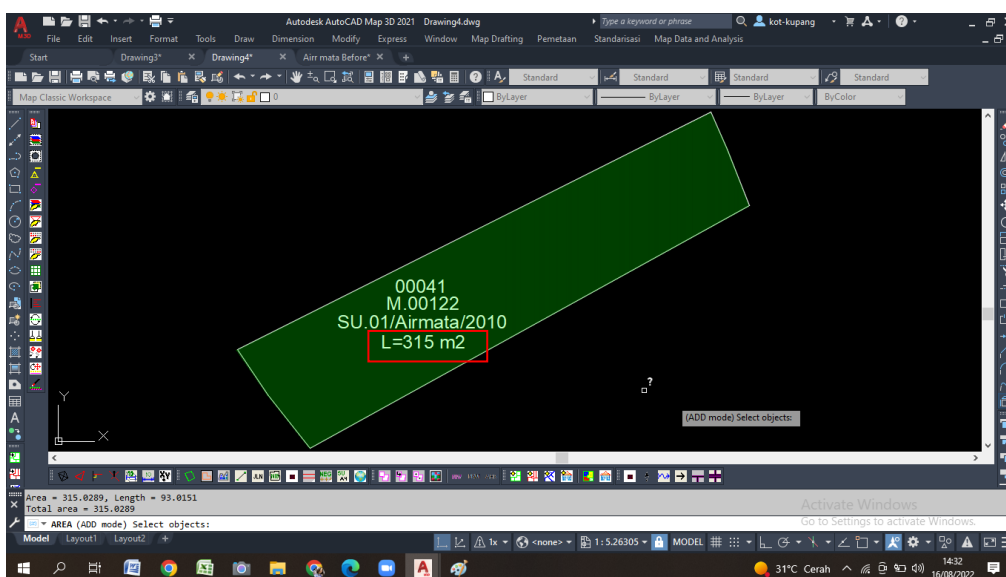 Autodesk AutoCAD Map 3D 2021 Drawing4.dwg
Type a keyword or phrase
kot-kupang
File Edit Insert Format Tools Draw Dimension Modify Express Window Map Drafting Pemetaan Standarisasi Map Data and Analysis
Start Drawing3* Drawing4* Airr mata Before*
Standard Standard Standard Standard
Map Classic Workspace 0 ByLayer ByLayer ByLayer ByColor
00041
M.00122
SU.01/Airmata/2010
L=315 m2
?
(ADD mode) Select objects:
Y
X
Area = 315.0289, Length = 93.0151
Total area = 315.0289
AREA (ADD mode) Select objects:
Activate Windows
Go to Settings to activate Windows.
Model Layout1 Layout2 +
1x <none> 1:5.26305 MODEL
31°C Cerah
14:32
16/08/2022